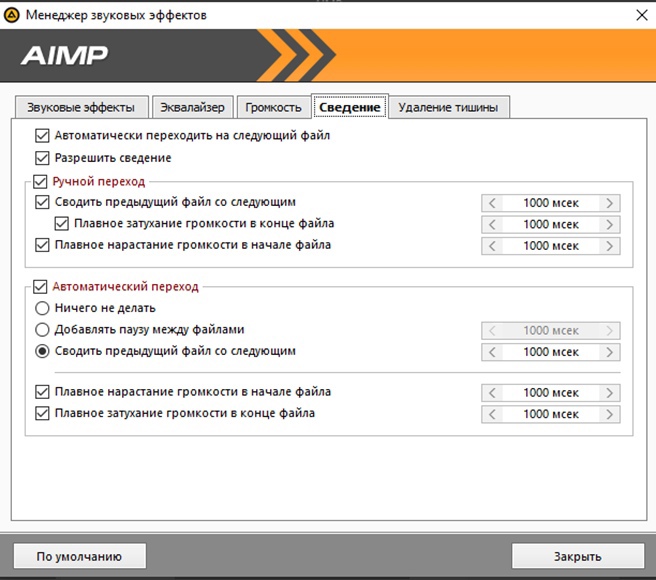 Менеджер звуковых эффектов
AIMP
Звуковые эффекты Эквалайзер Громкость Сведение Удаление тишины
Автоматически переходить на следующий файл
Разрешить сведение
Ручной переход
Сводить предыдущий файл со следующим 1000 мсек
Плавное затухание громкости в конце файла 1000 мсек
Плавное нарастание громкости в начале файла 1000 мсек
Автоматический переход
Ничего не делать
Добавлять паузу между файлами 1000 мсек
Сводить предыдущий файл со следующим 1000 мсек
Плавное нарастание громкости в начале файла 1000 мсек
Плавное затухание громкости в конце файла 1000 мсек
По умолчанию Закрыть